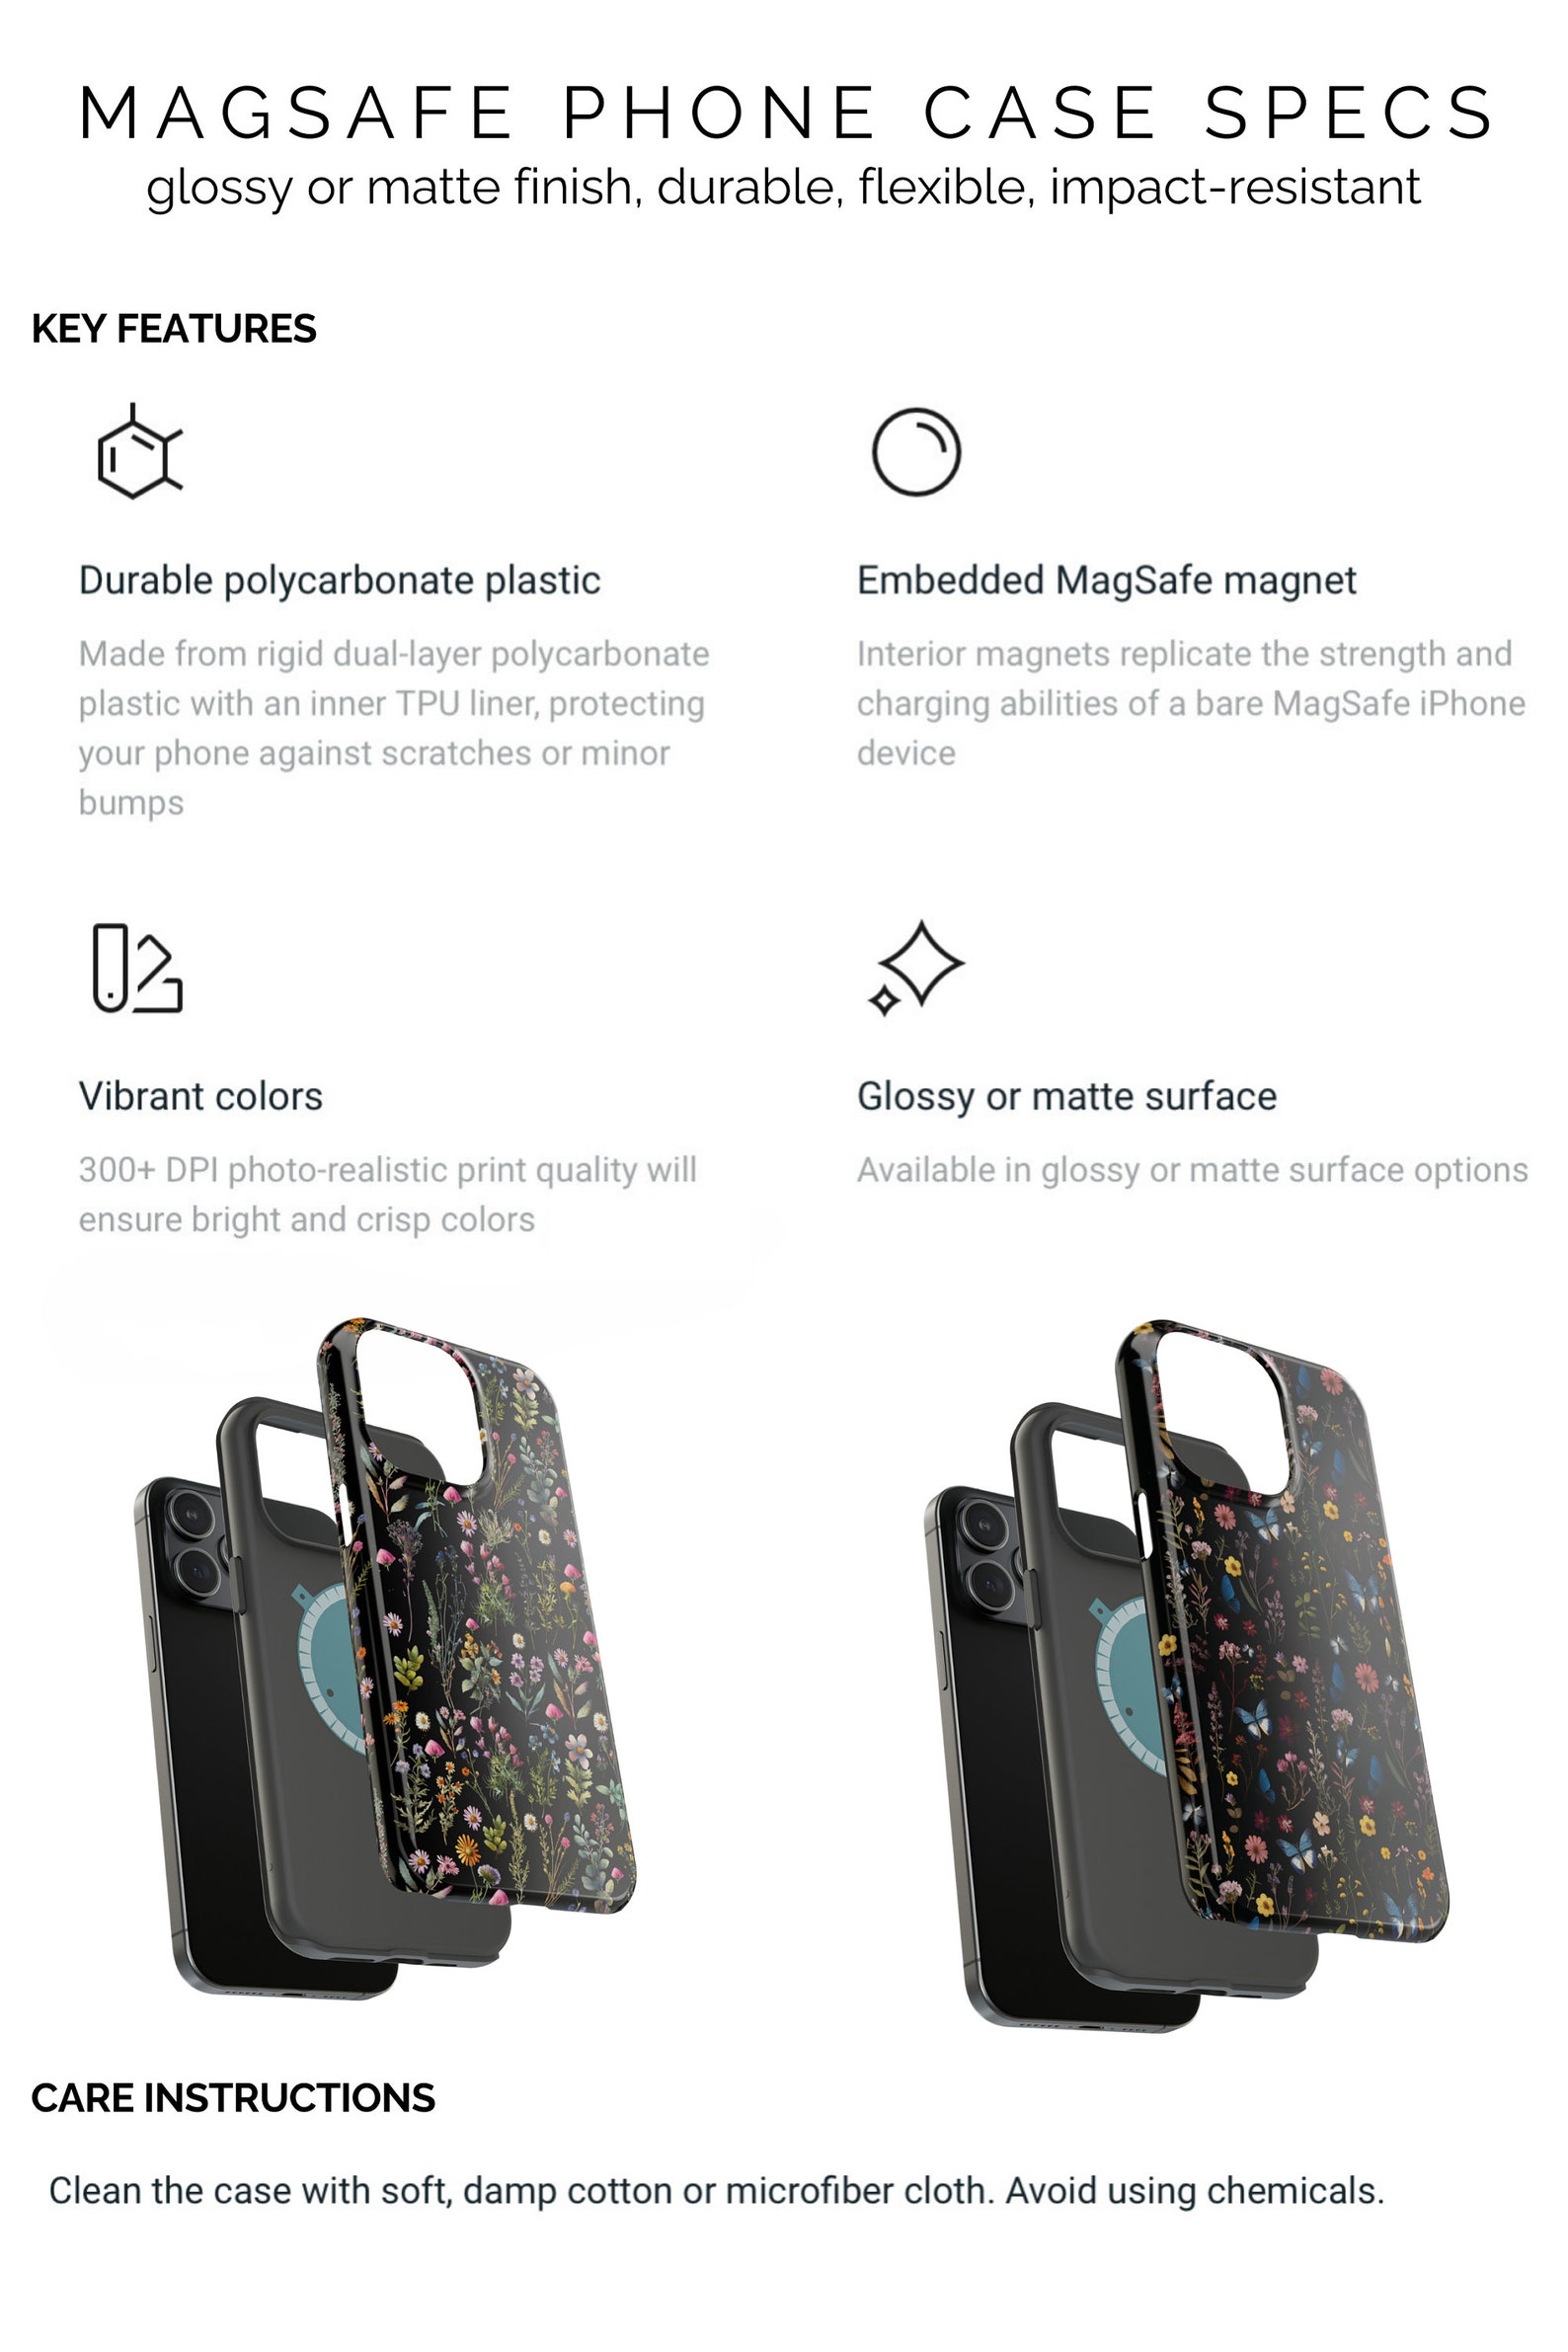 MAGSAFE PHONE CASE SPECS
glossy or matte finish, durable, flexible, impact-resistant
KEY FEATURES
Durable polycarbonate plastic
Made from rigid dual-layer polycarbonate
plastic with an inner TPU liner, protecting
your phone against scratches or minor
bumps
Embedded MagSafe magnet
Interior magnets replicate the strength and
charging abilities of a bare MagSafe iPhone
device
Vibrant colors
300+ DPI photo-realistic print quality will
ensure bright and crisp colors
Glossy or matte surface
Available in glossy or matte surface options
CARE INSTRUCTIONS
Clean the case with soft, damp cotton or microfiber cloth. Avoid using chemicals.